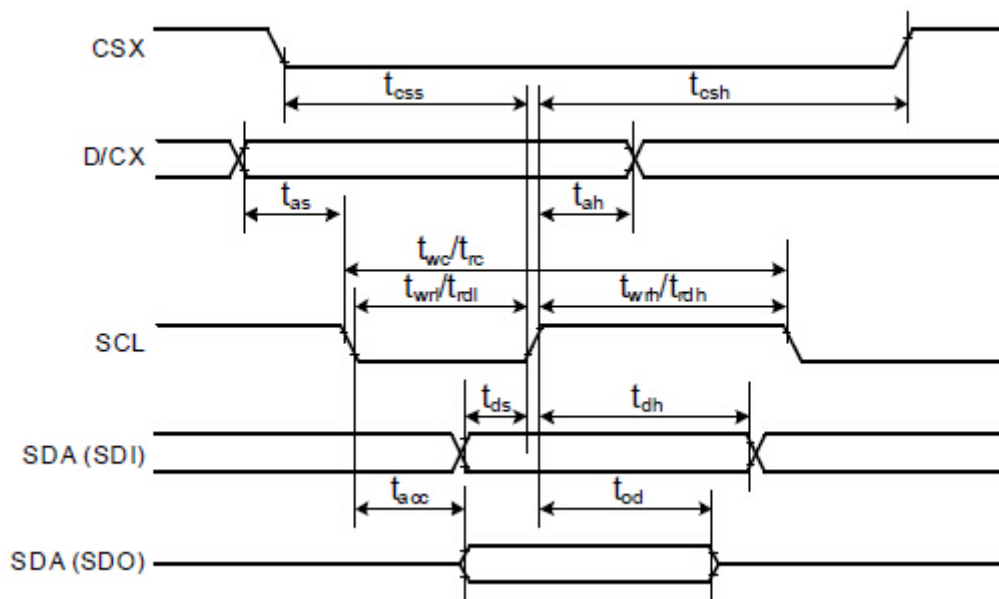 CSX
tcss
tcsh
D/CX
tas
tah
twc/trc
twrl/trdl
twrh/trdh
SCL
tds
tdh
SDA (SDI)
tacc
tod
SDA (SDO)